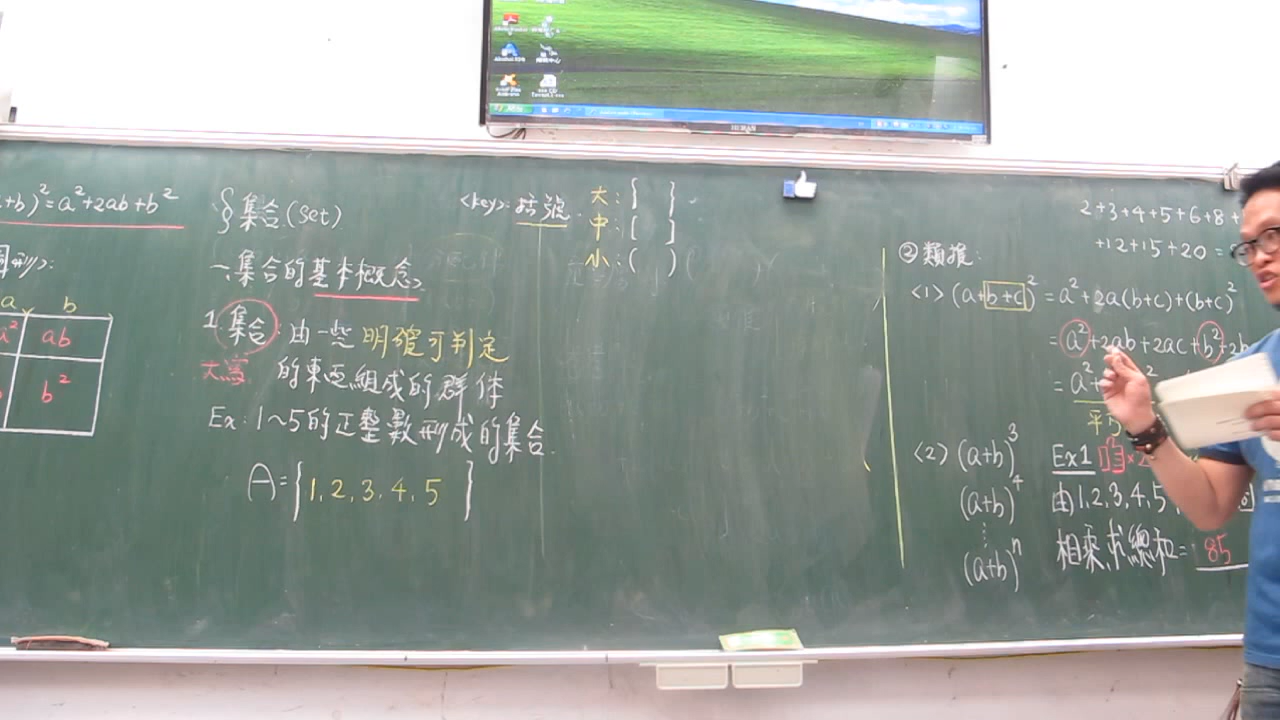 +b)²=a²+2ab+b²
a b
a² ab
b²
§ 集合(Set)
一、集合的基本概念
1. 集合：由一些明確可判定
大寫 的東西組成的群体
Ex：1~5的正整數形成的集合.
A={1,2,3,4,5}
<key>：括號
大：{ }
中：[ ]
小：( )
2+3+4+5+6+8+
+12+15+20=
②類推：
<1> (a+b+c)²=a²+2a(b+c)+(b+c)²
=a²+2ab+2ac+b²+2b
=a²+
<2> (a+b)³
(a+b)⁴
⋮
(a+b)ⁿ
Ex1
由1,2,3,4,5
相乘,求總和=85
HERAN